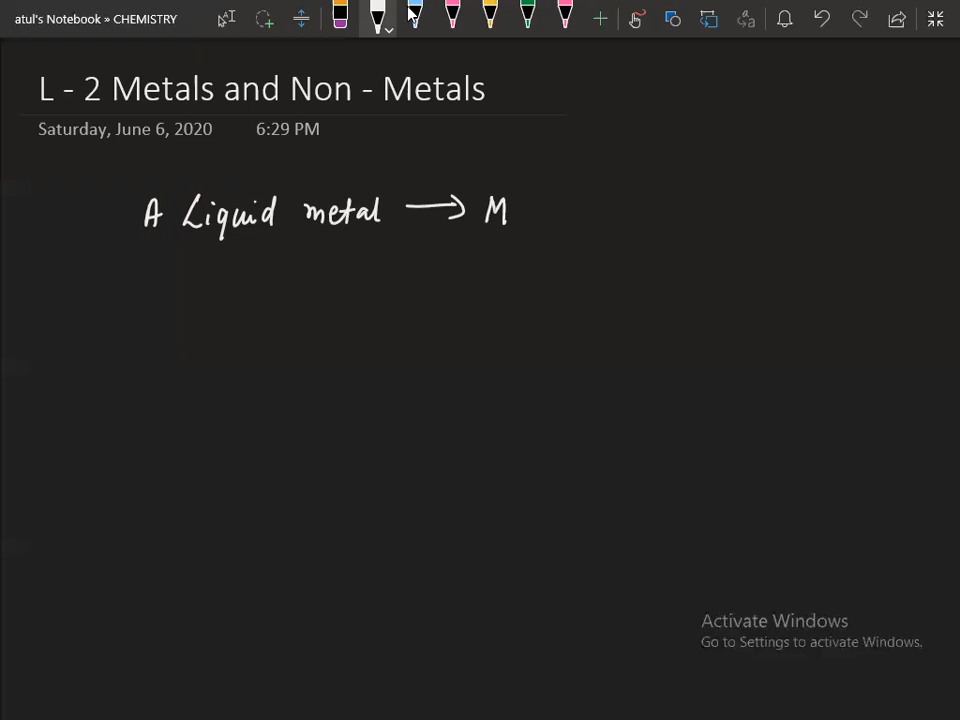 atul's Notebook » CHEMISTRY
L - 2 Metals and Non - Metals
Saturday, June 6, 2020 6:29 PM
A Liquid metal → M
Activate Windows
Go to Settings to activate Windows.